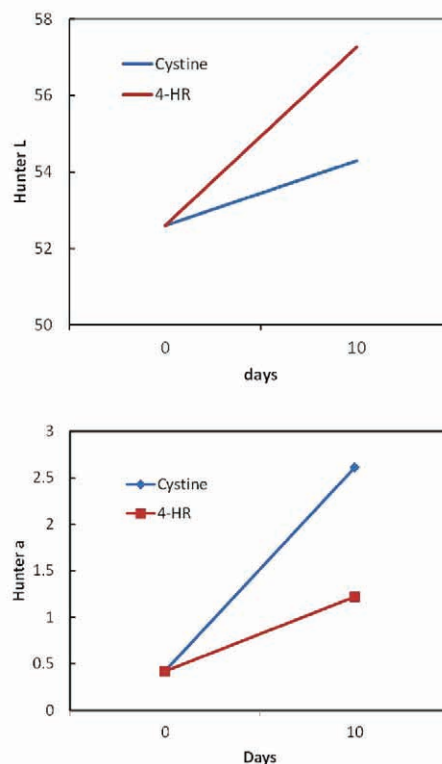 58
56
54
52
50
Hunter L
Cystine
4-HR
0 10
days
3
2.5
2
1.5
1
0.5
0
Hunter a
Cystine
4-HR
0 10
Days